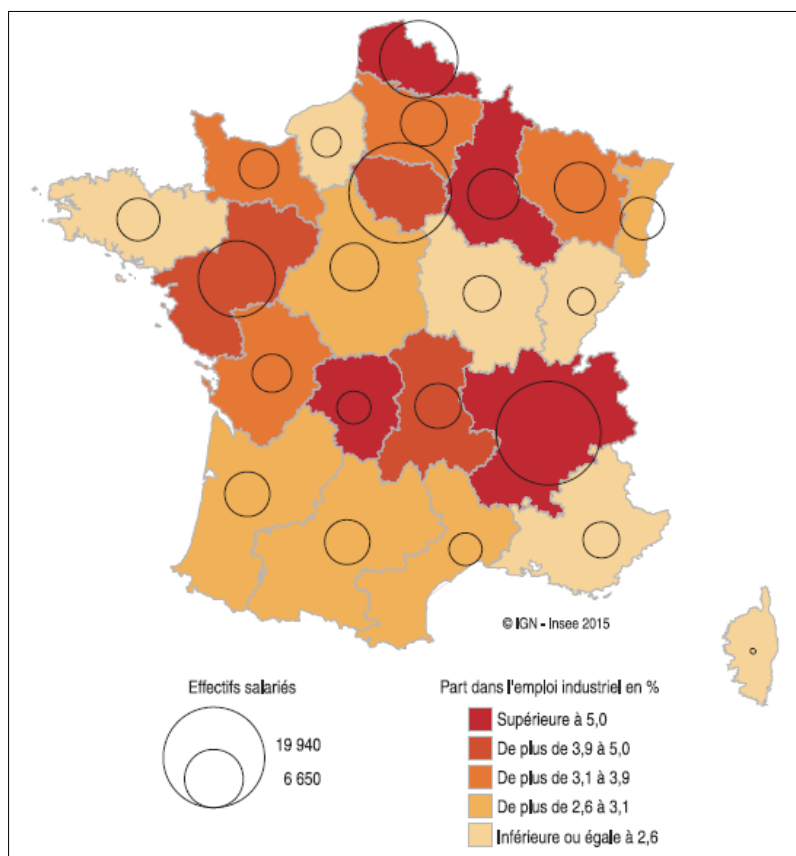 © IGN - Insee 2015
Effectifs salariés
19 940
6 650
Part dans l'emploi industriel en %
Supérieure à 5,0
De plus de 3,9 à 5,0
De plus de 3,1 à 3,9
De plus de 2,6 à 3,1
Inférieure ou égale à 2,6